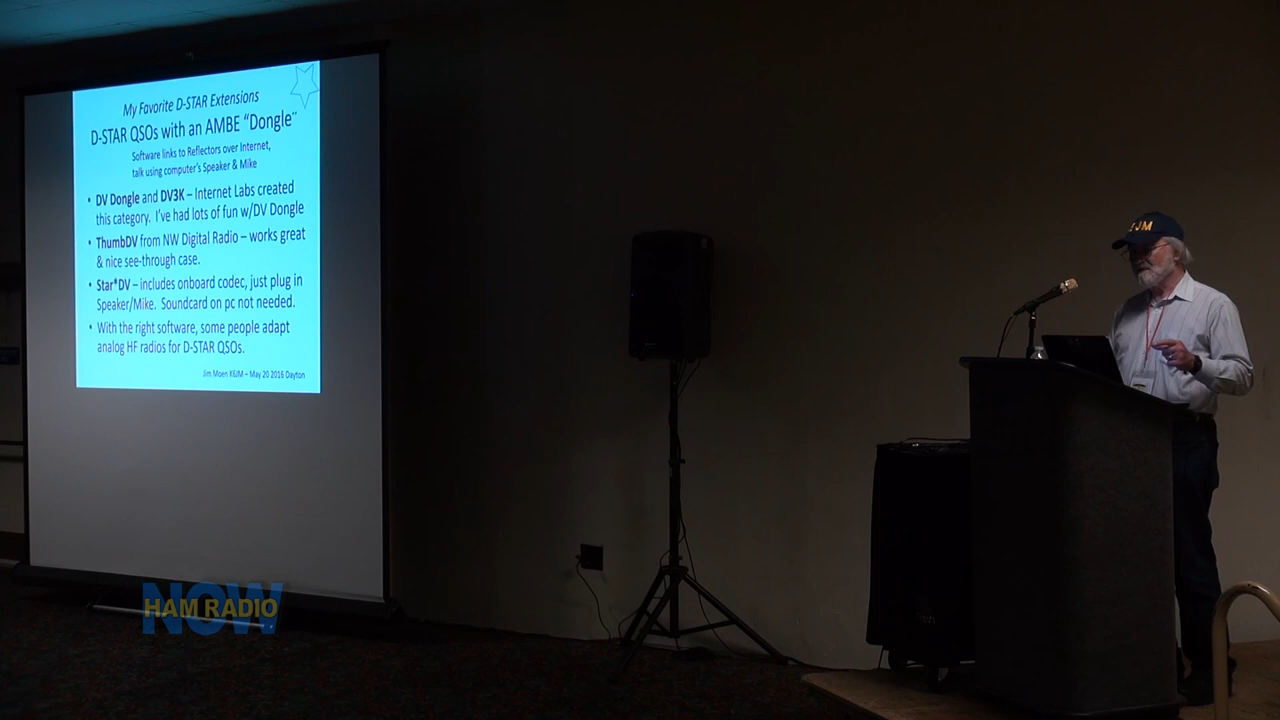 My Favorite D-STAR Extensions
D-STAR QSOs with an AMBE “Dongle”
Software links to Reflectors over Internet,
talk using computer's Speaker & Mike
• DV Dongle and DV3K – Internet Labs created
this category. I've had lots of fun w/DV Dongle
• ThumbDV from NW Digital Radio – works great
& nice see-through case.
• Star*DV – includes onboard codec, just plug in
Speaker/Mike. Soundcard on pc not needed.
• With the right software, some people adapt
analog HF radios for D-STAR QSOs.
Jim Moen K6JM – May 20 2016 Dayton
NOW
HAM RADIO